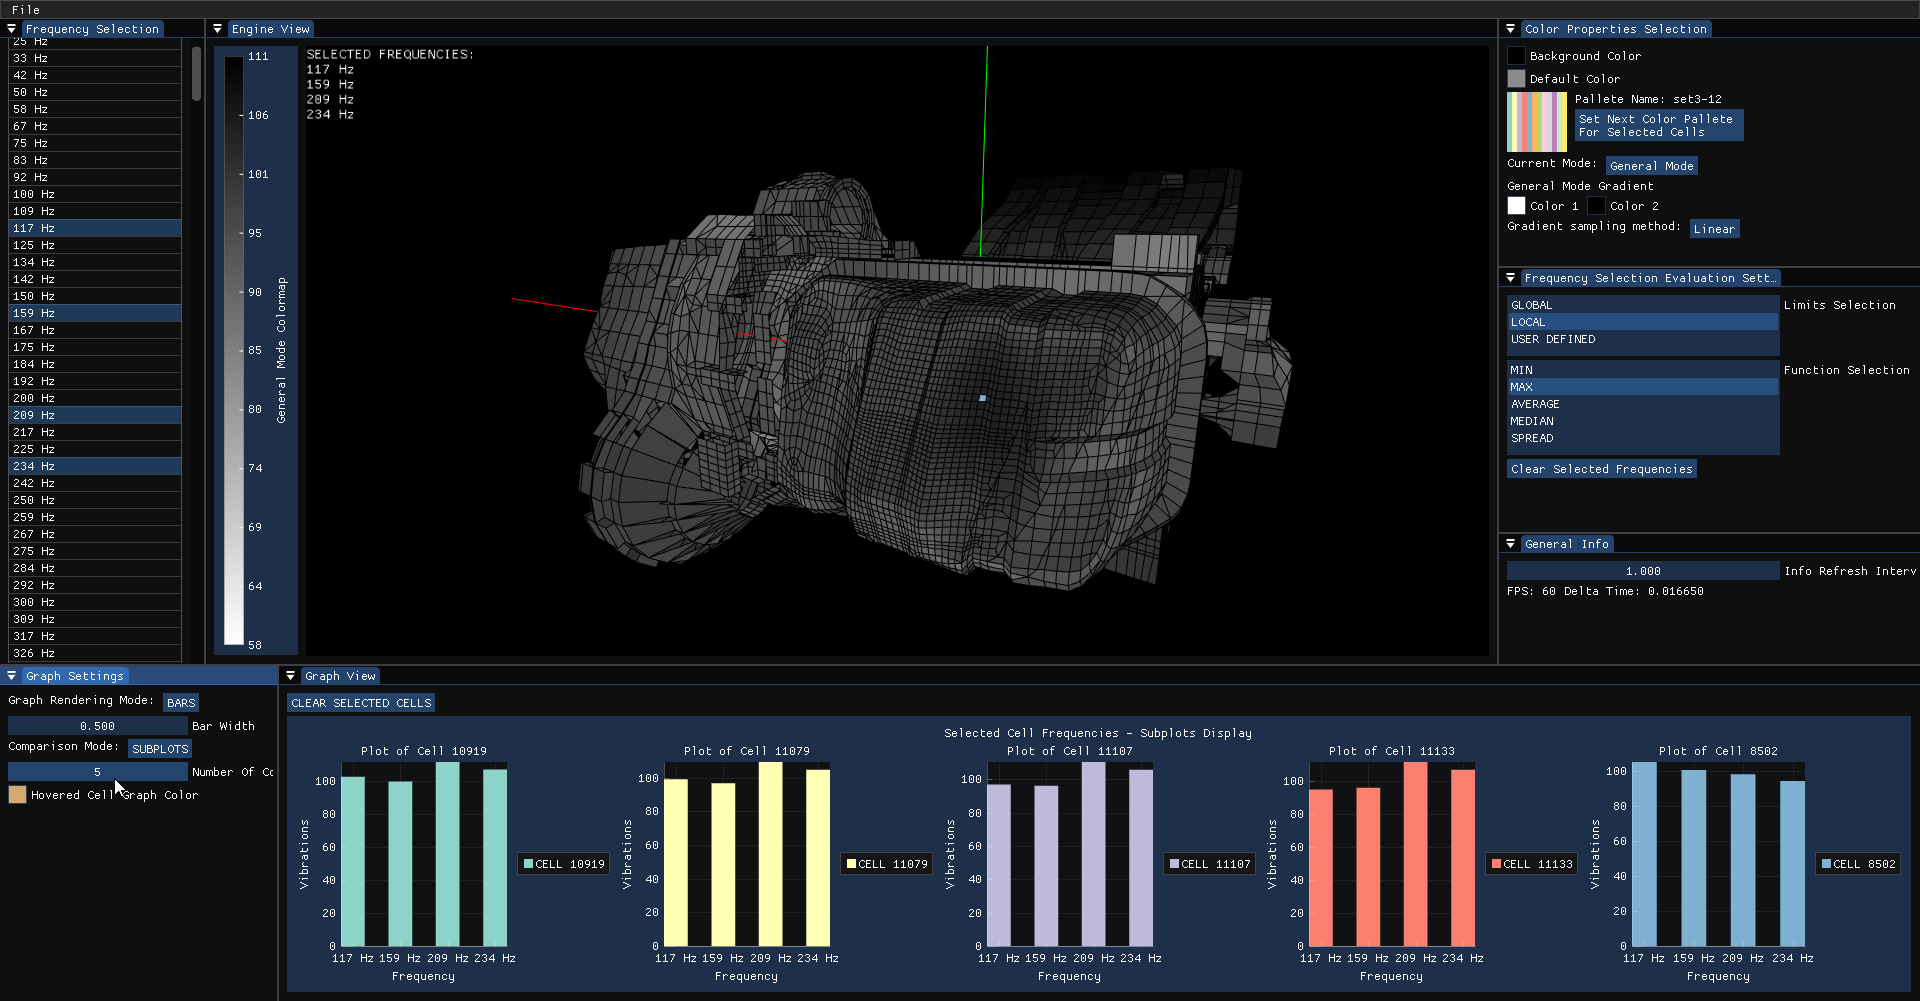 File
Frequency Selection
25 Hz
33 Hz
42 Hz
50 Hz
58 Hz
67 Hz
75 Hz
83 Hz
92 Hz
100 Hz
109 Hz
117 Hz
125 Hz
134 Hz
142 Hz
150 Hz
159 Hz
167 Hz
175 Hz
184 Hz
192 Hz
200 Hz
209 Hz
217 Hz
225 Hz
234 Hz
242 Hz
250 Hz
259 Hz
267 Hz
275 Hz
284 Hz
292 Hz
300 Hz
309 Hz
317 Hz
326 Hz
Engine View
111
106
101
95
90
85
80
74
69
64
58
General Mode Colormap
SELECTED FREQUENCIES:
117 Hz
159 Hz
209 Hz
234 Hz
Color Properties Selection
Background Color
Default Color
Pallete Name: set3-12
Set Next Color Pallete
For Selected Cells
Current Mode: General Mode
General Mode Gradient
Color 1 Color 2
Gradient sampling method: Linear
Frequency Selection Evaluation Sett…
GLOBAL
LOCAL
USER DEFINED
Limits Selection
MIN
MAX
AVERAGE
MEDIAN
SPREAD
Function Selection
Clear Selected Frequencies
General Info
1.000 Info Refresh Interv
FPS: 60 Delta Time: 0.016650
Graph Settings
Graph Rendering Mode: BARS
0.500 Bar Width
Comparison Mode: SUBPLOTS
5 Number Of Co
Hovered Cell Graph Color
Graph View
CLEAR SELECTED CELLS
Selected Cell Frequencies - Subplots Display
Plot of Cell 10919
100
80
60
40
20
0
Vibrations
117 Hz 159 Hz 209 Hz 234 Hz
Frequency
CELL 10919
Plot of Cell 11079
100
80
60
40
20
0
Vibrations
117 Hz 159 Hz 209 Hz 234 Hz
Frequency
CELL 11079
Plot of Cell 11107
100
80
60
40
20
0
Vibrations
117 Hz 159 Hz 209 Hz 234 Hz
Frequency
CELL 11107
Plot of Cell 11133
100
80
60
40
20
0
Vibrations
117 Hz 159 Hz 209 Hz 234 Hz
Frequency
CELL 11133
Plot of Cell 8502
100
80
60
40
20
0
Vibrations
117 Hz 159 Hz 209 Hz 234 Hz
Frequency
CELL 8502